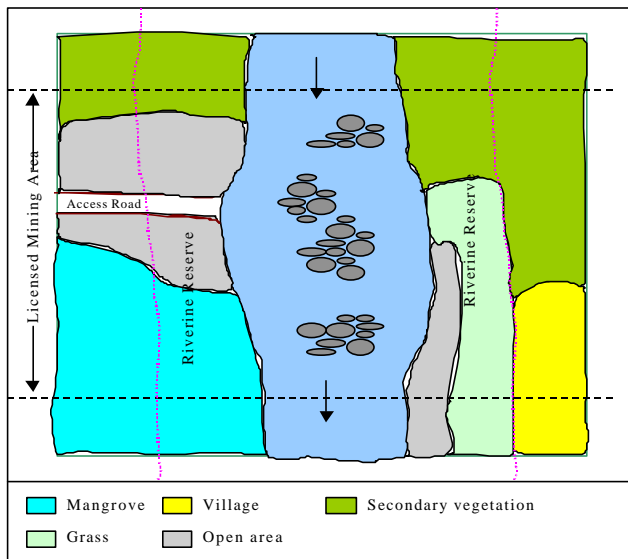 Licensed Mining Area
Access Road
Riverine Reserve
Riverine Reserve
Mangrove
Village
Secondary vegetation
Grass
Open area